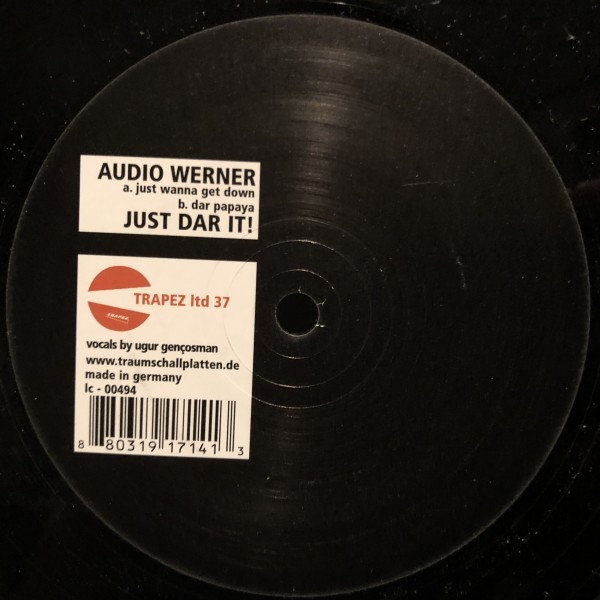 AUDIO WERNER
a. just wanna get down
b. dar papaya
JUST DAR IT!
TRAPEZ ltd 37
TRAPEZ
vocals by ugur gençosman
www.traumschallplatten.de
made in germany
lc - 00494
8 80319 17141 3